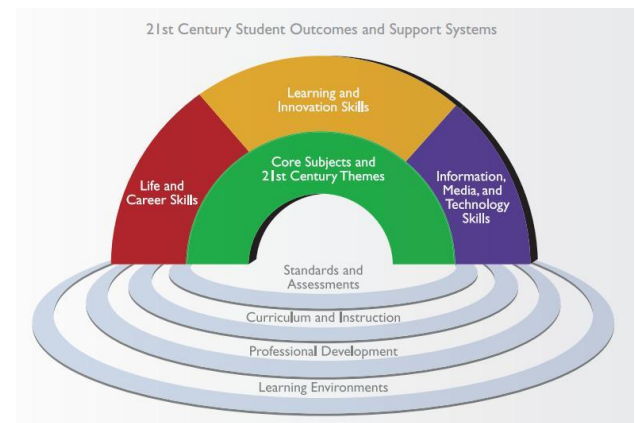 21st Century Student Outcomes and Support Systems
Learning and
Innovation Skills
Core Subjects and
21st Century Themes
Life and
Career Skills
Information,
Media, and
Technology
Skills
Standards and
Assessments
Curriculum and Instruction
Professional Development
Learning Environments